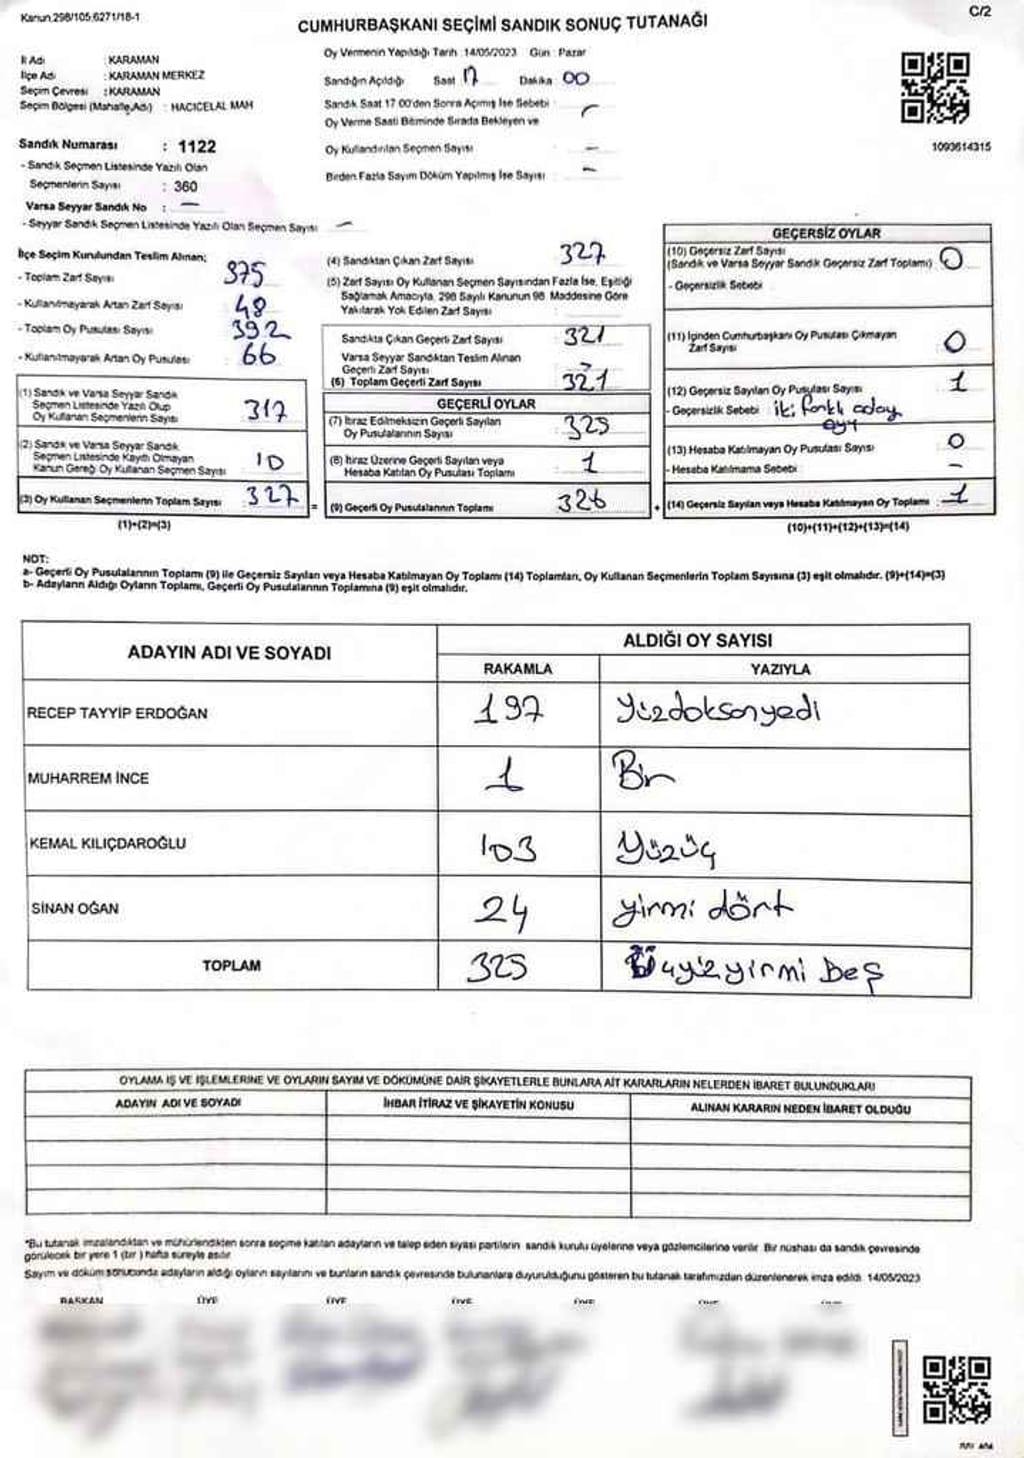 Kanun.298/105:6271/18-1
C/2
CUMHURBAŞKANI SEÇİMİ SANDIK SONUÇ TUTANAĞI
İl Adı : KARAMAN
İlçe Adı : KARAMAN MERKEZ
Seçim Çevresi : KARAMAN
Seçim Bölgesi (Mahalle,Adı) : HACICELAL MAH
Oy Vermenin Yapıldığı Tarih :14/05/2023 Gün : Pazar
Sandığın Açıldığı Saat 17 Dakika 00
Sandık Saat 17 00'den Sonra Açımış İse Sebebi :
Oy Verme Saati Bitiminde Sırada Bekleyen ve
Oy Kullandırılan Seçmen Sayısı : –
Birden Fazla Sayım Döküm Yapılmış İse Sayısı : –
1093614315
Sandık Numarası : 1122
- Sandık Seçmen Listesinde Yazılı Olan
Seçmenlerin Sayısı : 360
Varsa Seyyar Sandık No : –
- Seyyar Sandık Seçmen Listesinde Yazılı Olan Seçmen Sayısı –
İlçe Seçim Kurulundan Teslim Alınan;
- Toplam Zarf Sayısı : 375
- Kullanılmayarak Artan Zarf Sayısı : 48
- Toplam Oy Pusulası Sayısı : 392
- Kullanılmayarak Artan Oy Pusulası : 66
(1) Sandık ve Varsa Seyyar Sandık
Seçmen Listesinde Yazılı Olup
Oy Kullanan Seçmenlerin Sayısı : 317
(2) Sandık ve Varsa Seyyar Sandık
Seçmen Listesinde Kayıtlı Olmayan
Kanun Gereği Oy Kullanan Seçmen Sayısı : 10
(3) Oy Kullanan Seçmenlerin Toplam Sayısı : 327
(1)+(2)=(3)
=
(4) Sandıktan Çıkan Zarf Sayısı : 327
(5) Zarf Sayısı Oy Kullanan Seçmen Sayısından Fazla İse, Eşitliği
Sağlamak Amacıyla, 298 Sayılı Kanunun 98 Maddesine Göre
Yakılarak Yok Edilen Zarf Sayısı :
Sandıkta Çıkan Geçerli Zarf Sayısı : 321
Varsa Seyyar Sandıktan Teslim Alınan
Geçerli Zarf Sayısı :
(6) Toplam Geçerli Zarf Sayısı : 321
GEÇERLİ OYLAR
(7) İtiraz Edilmeksizin Geçerli Sayılan
Oy Pusulalarının Sayısı : 325
(8) İtiraz Üzerine Geçerli Sayılan veya
Hesaba Katılan Oy Pusulası Toplamı : 1
(9) Geçerli Oy Pusulalarının Toplamı : 326
+
GEÇERSİZ OYLAR
(10) Geçersiz Zarf Sayısı
(Sandık ve Varsa Seyyar Sandık Geçersiz Zarf Toplamı) : 0
- Geçersizlik Sebebi :
(11) İçinden Cumhurbaşkanı Oy Pusulası Çıkmayan
Zarf Sayısı : 0
(12) Geçersiz Sayılan Oy Pusulası Sayısı : 1
- Geçersizlik Sebebi : iki farklı aday
(13) Hesaba Katılmayan Oy Pusulası Sayısı : 0
- Hesaba Katılmama Sebebi : –
(14) Geçersiz Sayılan veya Hesaba Katılmayan Oy Toplamı : 1
(10)+(11)+(12)+(13)=(14)
NOT:
a- Geçerli Oy Pusulalarının Toplamı (9) ile Geçersiz Sayılan veya Hesaba Katılmayan Oy Toplamı (14) Toplamları, Oy Kullanan Seçmenlerin Toplam Sayısına (3) eşit olmalıdır. (9)+(14)=(3)
b- Adayların Aldığı Oyların Toplamı, Geçerli Oy Pusulalarının Toplamına (9) eşit olmalıdır.
ADAYIN ADI VE SOYADI
ALDIĞI OY SAYISI
RAKAMLA YAZIYLA
RECEP TAYYİP ERDOĞAN 197 Yüzdoksanyedi
MUHARREM İNCE 1 Bir
KEMAL KILIÇDAROĞLU 103 Yüzüç
SİNAN OĞAN 24 yirmi dört
TOPLAM 325 Üçyüzyirmi beş
OYLAMA İŞ VE İŞLEMLERİNE VE OYLARIN SAYIM VE DÖKÜMÜNE DAİR ŞİKAYETLERLE BUNLARA AİT KARARLARIN NELERDEN İBARET BULUNDUKLARI
ADAYIN ADI VE SOYADI İHBAR İTİRAZ VE ŞİKAYETİN KONUSU ALINAN KARARIN NEDEN İBARET OLDUĞU
*Bu tutanak imzalandıktan ve mühürlendikten sonra seçime katılan adayların ve talep eden siyasi partilerin sandık kurulu üyelerine veya gözlemcilerine verilir. Bir nüshası da sandık çevresinde
görülecek bir yere 1 (bir) hafta süreyle asılır.
Sayım ve döküm sonucunda adayların aldığı oyların sayılarını ve bunların sandık çevresinde bulunanlara duyurulduğunu gösteren bu tutanak tarafımızdan düzenlenerek imza edildi. 14/05/2023
BAŞKAN ÜYE ÜYE ÜYE ÜYE ÜYE